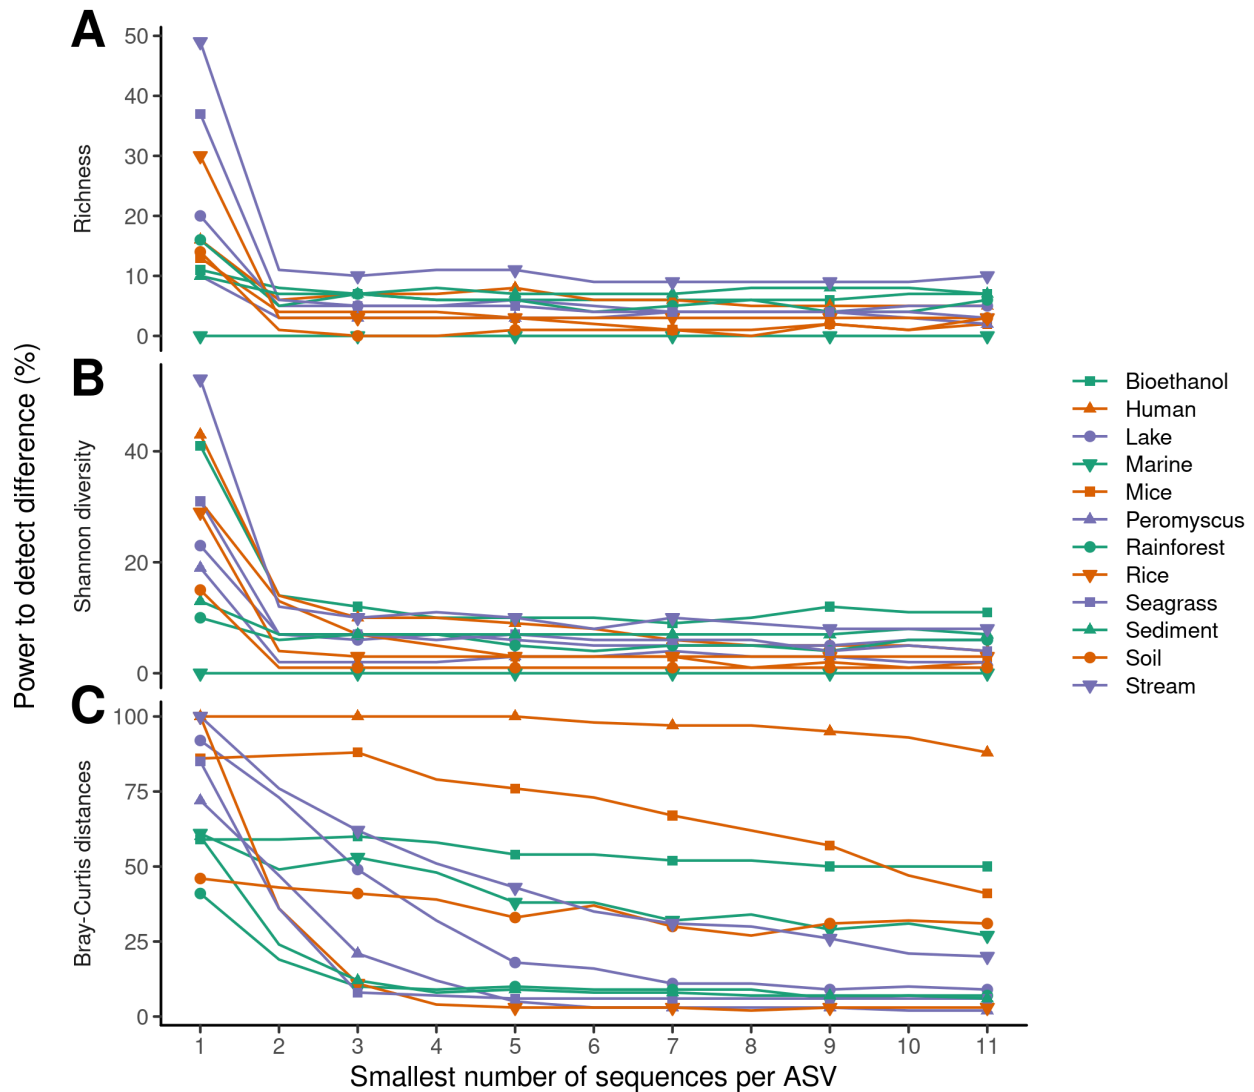 A
50
40
30
20
10
0
Richness
B
40
20
0
Shannon diversity
C
100
75
50
25
0
Bray-Curtis distances
Power to detect difference (%)
1 2 3 4 5 6 7 8 9 10 11
Smallest number of sequences per ASV
Bioethanol
Human
Lake
Marine
Mice
Peromyscus
Rainforest
Rice
Seagrass
Sediment
Soil
Stream